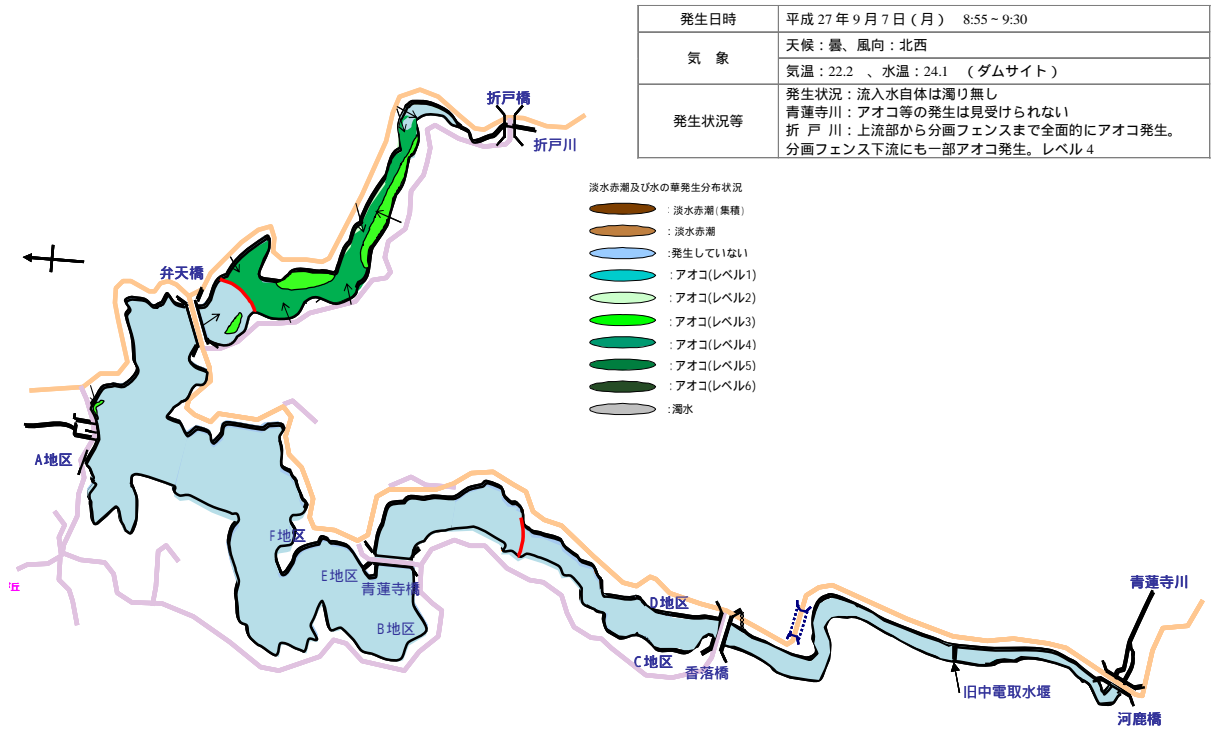 発生日時 平成 27 年 9 月 7 日（月） 8:55～9:30
気 象 天候：曇、風向：北西
気温：22.2 、水温：24.1 （ダムサイト）
発生状況等 発生状況：流入水自体は濁り無し
青蓮寺川：アオコ等の発生は見受けられない
折 戸 川：上流部から分画フェンスまで全面的にアオコ発生。
分画フェンス下流にも一部アオコ発生。レベル 4
淡水赤潮及び水の華発生分布状況
：淡水赤潮(集積)
：淡水赤潮
:発生していない
：アオコ(レベル1)
：アオコ(レベル2)
：アオコ(レベル3)
：アオコ(レベル4)
：アオコ(レベル5)
：アオコ(レベル6)
:濁水
折戸橋
折戸川
弁天橋
A地区
F地区
E地区
青蓮寺橋
B地区
D地区
C地区
香落橋
青蓮寺川
旧中電取水堰
河鹿橋